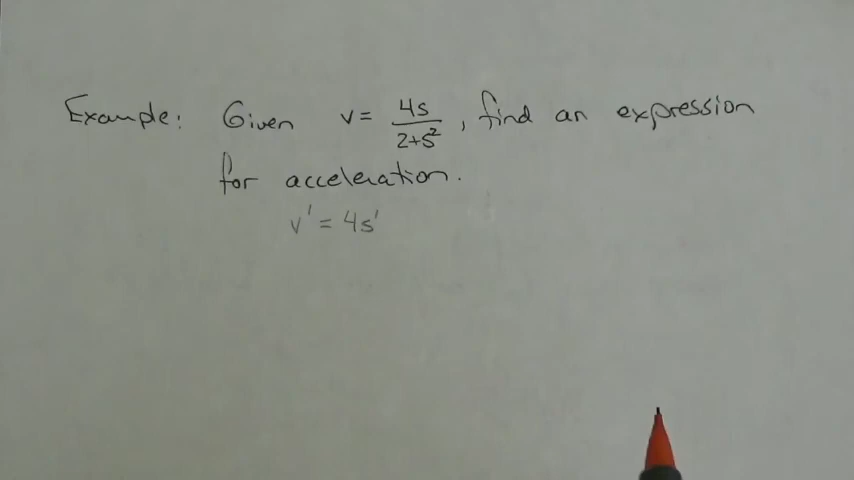 Example: Given v = 4s / 2+s², find an expression
for acceleration.
v' = 4s'